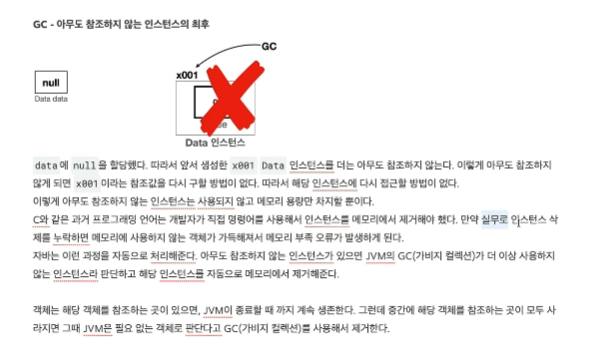 GC - 아무도 참조하지 않는 인스턴스의 최후
GC
x001
null
Data data
Data 인스턴스
data 에 null 을 할당했다. 따라서 앞서 생성한 x001 Data 인스턴스를 더는 아무도 참조하지 않는다. 이렇게 아무도 참조하지
않게 되면 x001 이라는 참조값을 다시 구할 방법이 없다. 따라서 해당 인스턴스에 다시 접근할 방법이 없다.
이렇게 아무도 참조하지 않는 인스턴스는 사용되지 않고 메모리 용량만 차지할 뿐이다.
C와 같은 과거 프로그래밍 언어는 개발자가 직접 명령어를 사용해서 인스턴스를 메모리에서 제거해야 했다. 만약 실무로 인스턴스 삭
제를 누락하면 메모리에 사용하지 않는 객체가 가득해져서 메모리 부족 오류가 발생하게 된다.
자바는 이런 과정을 자동으로 처리해준다. 아무도 참조하지 않는 인스턴스가 있으면 JVM의 GC(가비지 컬렉션)가 더 이상 사용하지
않는 인스턴스라 판단하고 해당 인스턴스를 자동으로 메모리에서 제거해준다.
객체는 해당 객체를 참조하는 곳이 있으면, JVM이 종료할 때 까지 계속 생존한다. 그런데 중간에 해당 객체를 참조하는 곳이 모두 사
라지면 그때 JVM은 필요 없는 객체로 판단다고 GC(가비지 컬렉션)를 사용해서 제거한다.